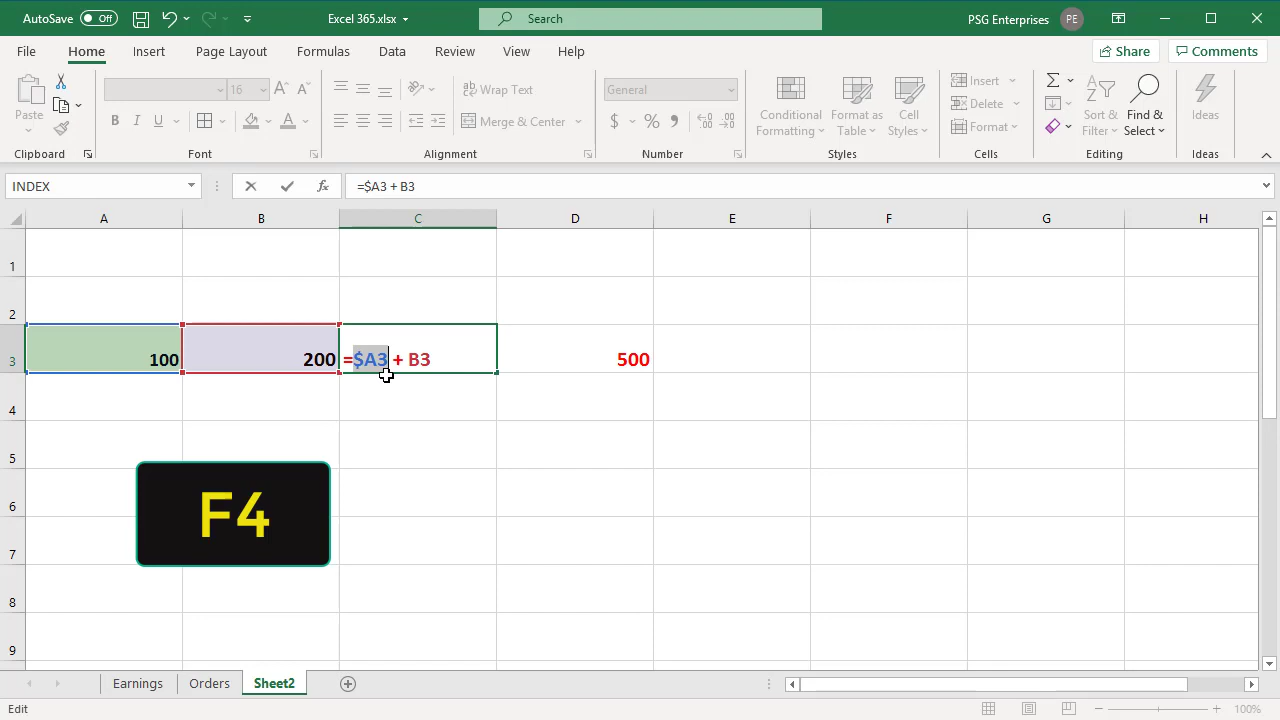 AutoSave Off Excel 365.xlsx Search PSG Enterprises PE
File Home Insert Page Layout Formulas Data Review View Help Share Comments
Paste 16 A A Wrap Text General Conditional Formatting Format as Table Cell Styles Insert Delete Format Σ Sort & Filter Find & Select Ideas
B I U A Merge & Center $ % 9
Clipboard Font Alignment Number Styles Cells Editing Ideas
INDEX fx =$A3 + B3
A B C D E F G H
1
2
3 100 200 =$A3 + B3 500
4
5
6
F4
7
8
9
Earnings Orders Sheet2
Edit 100%